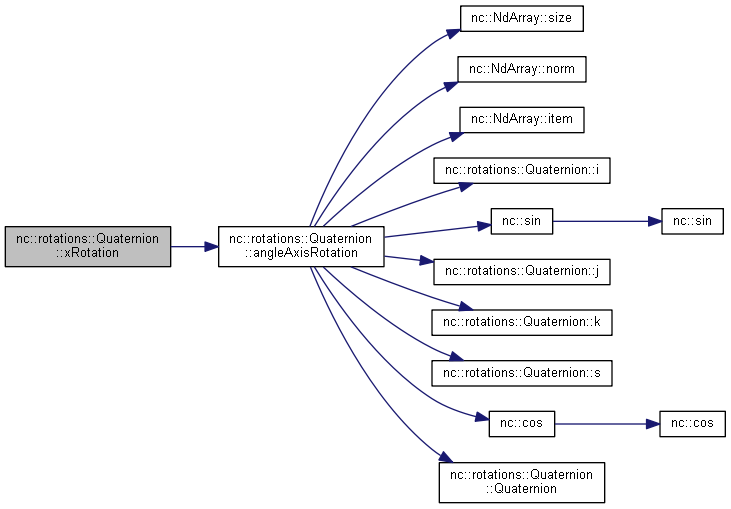 nc::rotations::Quaternion
::xRotation
nc::rotations::Quaternion
::angleAxisRotation
nc::NdArray::size
nc::NdArray::norm
nc::NdArray::item
nc::rotations::Quaternion::i
nc::sin
nc::sin
nc::rotations::Quaternion::j
nc::rotations::Quaternion::k
nc::rotations::Quaternion::s
nc::cos
nc::cos
nc::rotations::Quaternion
::Quaternion